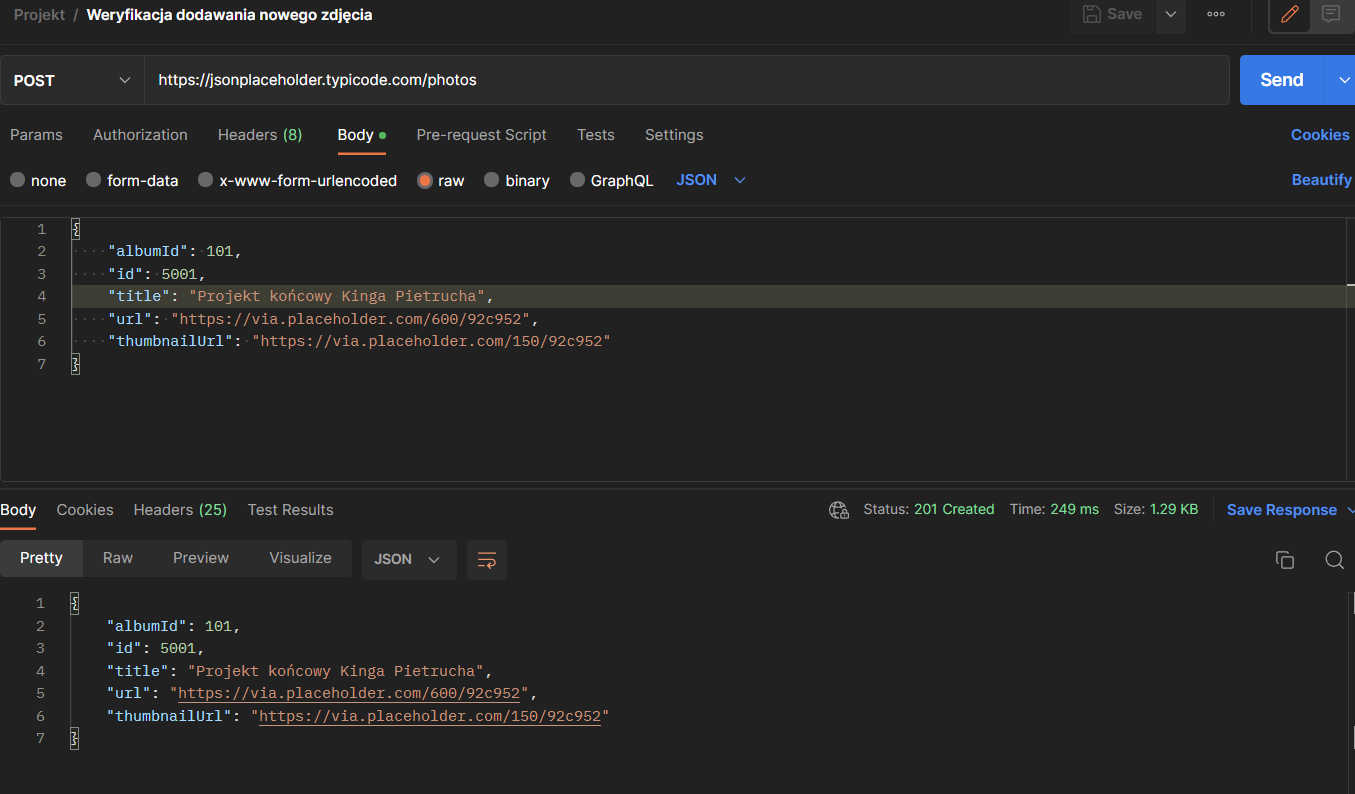 Projekt / Weryfikacja dodawania nowego zdjęcia
Save
POST https://jsonplaceholder.typicode.com/photos Send
Params Authorization Headers (8) Body Pre-request Script Tests Settings Cookies
none form-data x-www-form-urlencoded raw binary GraphQL JSON Beautify
1 {
2 "albumId": 101,
3 "id": 5001,
4 "title": "Projekt końcowy Kinga Pietrucha",
5 "url": "https://via.placeholder.com/600/92c952",
6 "thumbnailUrl": "https://via.placeholder.com/150/92c952"
7 }
Body Cookies Headers (25) Test Results Status: 201 Created Time: 249 ms Size: 1.29 KB Save Response
Pretty Raw Preview Visualize JSON
1 {
2 "albumId": 101,
3 "id": 5001,
4 "title": "Projekt końcowy Kinga Pietrucha",
5 "url": "https://via.placeholder.com/600/92c952",
6 "thumbnailUrl": "https://via.placeholder.com/150/92c952"
7 }